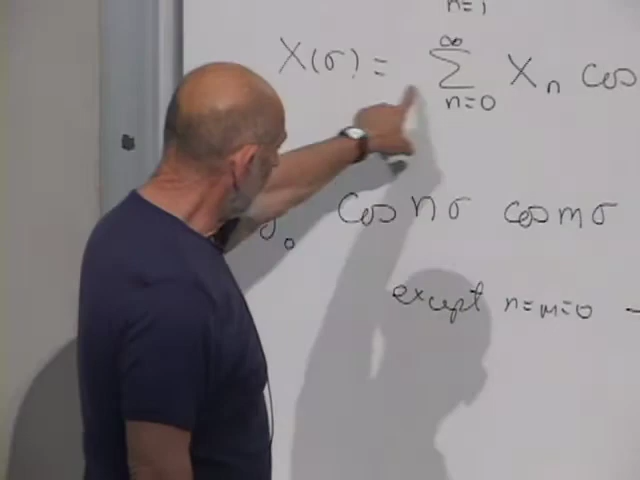 n=1
∞
X(σ) = Σ Xn cos
n=0
o cos nσ cos mσ
except n=m=0 -